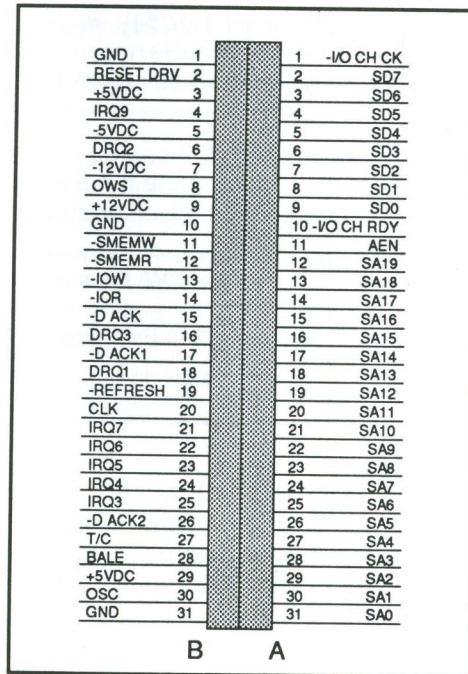 GND 1 1 -I/O CH CK
RESET DRV 2 2 SD7
+5VDC 3 3 SD6
IRQ9 4 4 SD5
-5VDC 5 5 SD4
DRQ2 6 6 SD3
-12VDC 7 7 SD2
OWS 8 8 SD1
+12VDC 9 9 SD0
GND 10 10 -I/O CH RDY
-SMEMW 11 11 AEN
-SMEMR 12 12 SA19
-IOW 13 13 SA18
-IOR 14 14 SA17
-D ACK 15 15 SA16
DRQ3 16 16 SA15
-D ACK1 17 17 SA14
DRQ1 18 18 SA13
-REFRESH 19 19 SA12
CLK 20 20 SA11
IRQ7 21 21 SA10
IRQ6 22 22 SA9
IRQ5 23 23 SA8
IRQ4 24 24 SA7
IRQ3 25 25 SA6
-D ACK2 26 26 SA5
T/C 27 27 SA4
BALE 28 28 SA3
+5VDC 29 29 SA2
OSC 30 30 SA1
GND 31 31 SA0
B A